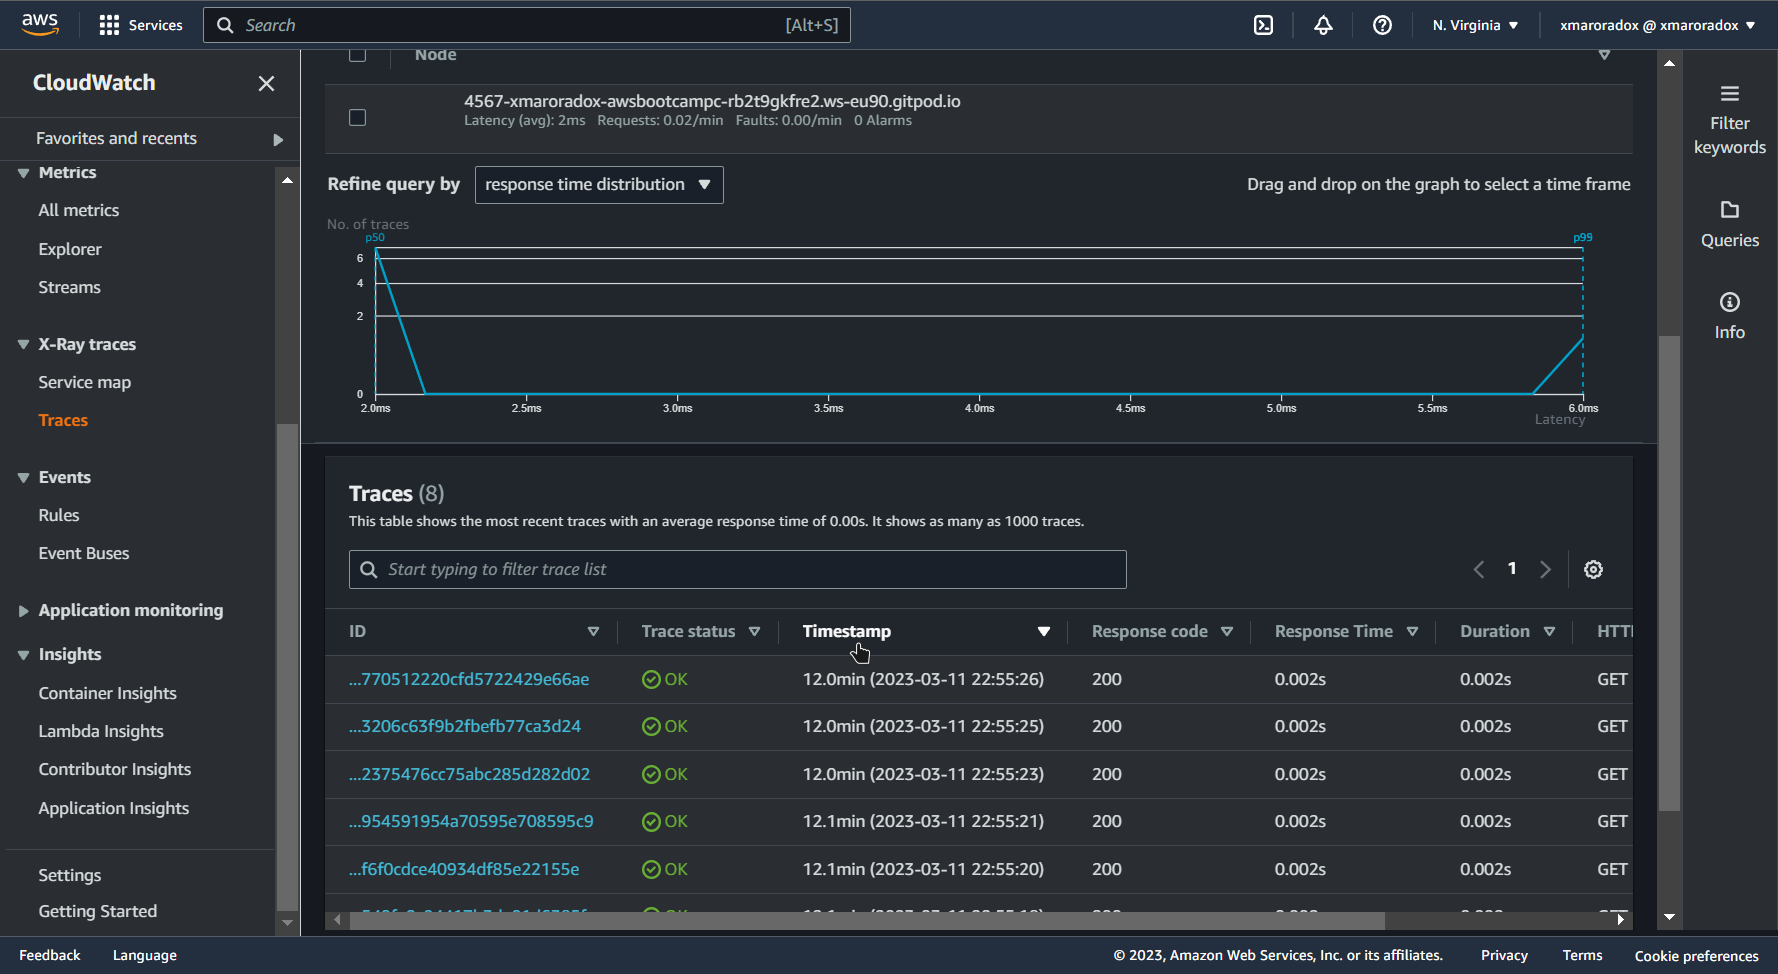 aws
Services
Search
[Alt+S]
N. Virginia
xmaroradox @ xmaroradox
CloudWatch
Favorites and recents
Metrics
All metrics
Explorer
Streams
X-Ray traces
Service map
Traces
Events
Rules
Event Buses
Application monitoring
Insights
Container Insights
Lambda Insights
Contributor Insights
Application Insights
Settings
Getting Started
Node
4567-xmaroradox-awsbootcampc-rb2t9gkfre2.ws-eu90.gitpod.io
Latency (avg): 2ms Requests: 0.02/min Faults: 0.00/min 0 Alarms
Refine query by
response time distribution
Drag and drop on the graph to select a time frame
No. of traces
p50
p99
6
4
2
0
2.0ms 2.5ms 3.0ms 3.5ms 4.0ms 4.5ms 5.0ms 5.5ms 6.0ms
Latency
Traces (8)
This table shows the most recent traces with an average response time of 0.00s. It shows as many as 1000 traces.
Start typing to filter trace list
1
ID Trace status Timestamp Response code Response Time Duration HTT
...770512220cfd5722429e66ae OK 12.0min (2023-03-11 22:55:26) 200 0.002s 0.002s GET
...3206c63f9b2fbefb77ca3d24 OK 12.0min (2023-03-11 22:55:25) 200 0.002s 0.002s GET
...2375476cc75abc285d282d02 OK 12.0min (2023-03-11 22:55:23) 200 0.002s 0.002s GET
...954591954a70595e708595c9 OK 12.1min (2023-03-11 22:55:21) 200 0.002s 0.002s GET
...f6f0cdce40934df85e22155e OK 12.1min (2023-03-11 22:55:20) 200 0.002s 0.002s GET
Filter
keywords
Queries
Info
Feedback
Language
© 2023, Amazon Web Services, Inc. or its affiliates.
Privacy
Terms
Cookie preferences